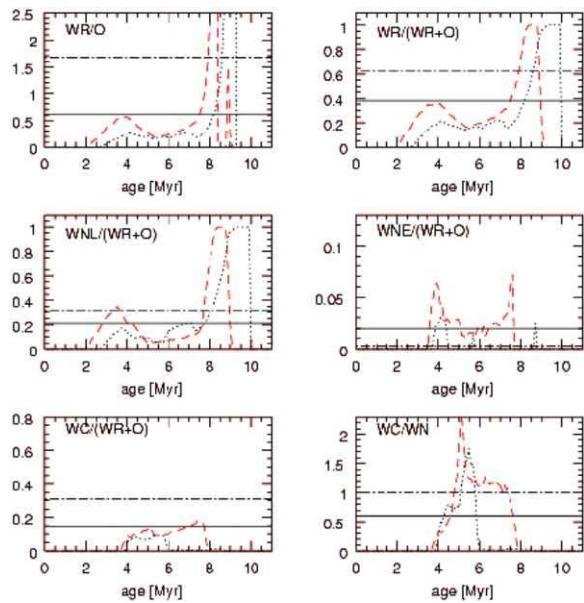 WR/O
2.5
2
1.5
1
0.5
0
0 2 4 6 8 10
age [Myr]
WR/(WR+O)
1
0.8
0.6
0.4
0.2
0
0 2 4 6 8 10
age [Myr]
WNL/(WR+O)
1
0.8
0.6
0.4
0.2
0
0 2 4 6 8 10
age [Myr]
WNE/(WR+O)
0.1
0.05
0
0 2 4 6 8 10
age [Myr]
WC/(WR+O)
0.8
0.6
0.4
0.2
0
0 2 4 6 8 10
age [Myr]
WC/WN
2
1.5
1
0.5
0
0 2 4 6 8 10
age [Myr]